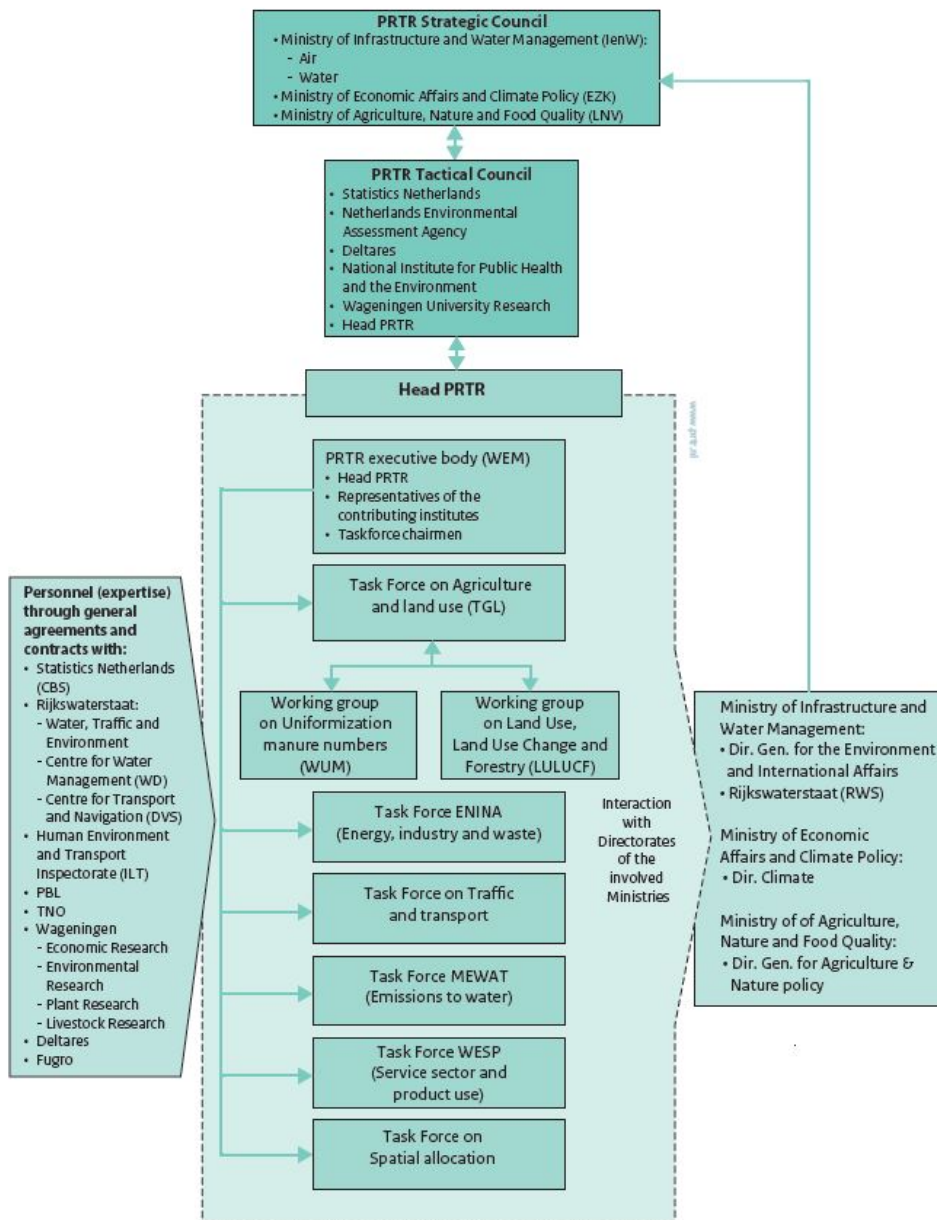 PRTR Strategic Council
• Ministry of Infrastructure and Water Management (IenW):
- Air
- Water
• Ministry of Economic Affairs and Climate Policy (EZK)
• Ministry of Agriculture, Nature and Food Quality (LNV)
PRTR Tactical Council
• Statistics Netherlands
• Netherlands Environmental
Assessment Agency
• Deltares
• National Institute for Public Health
and the Environment
• Wageningen University Research
• Head PRTR
Head PRTR
www.prtr.nl
PRTR executive body (WEM)
• Head PRTR
• Representatives of the
contributing institutes
• Taskforce chairmen
Task Force on Agriculture
and land use (TGL)
Working group
on Uniformization
manure numbers
(WUM)
Working group
on Land Use,
Land Use Change and
Forestry (LULUCF)
Task Force ENINA
(Energy, industry and waste)
Task Force on Traffic
and transport
Task Force MEWAT
(Emissions to water)
Task Force WESP
(Service sector and
product use)
Task Force on
Spatial allocation
Personnel (expertise)
through general
agreements and
contracts with:
• Statistics Netherlands
(CBS)
• Rijkswaterstaat:
- Water, Traffic and
Environment
- Centre for Water
Management (WD)
- Centre for Transport
and Navigation (DVS)
• Human Environment
and Transport
Inspectorate (ILT)
• PBL
• TNO
• Wageningen
- Economic Research
- Environmental
Research
- Plant Research
- Livestock Research
• Deltares
• Fugro
Interaction
with
Directorates
of the
involved
Ministries
Ministry of Infrastructure and
Water Management:
• Dir. Gen. for the Environment
and International Affairs
• Rijkswaterstaat (RWS)
Ministry of Economic
Affairs and Climate Policy:
• Dir. Climate
Ministry of of Agriculture,
Nature and Food Quality:
• Dir. Gen. for Agriculture &
Nature policy